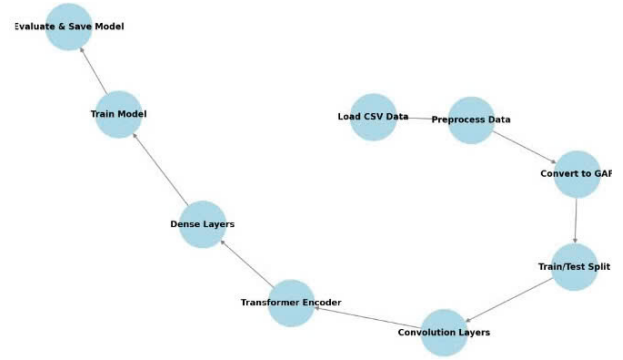 Evaluate & Save Model
Train Model
Load CSV Data
Preprocess Data
Convert to GAF
Train/Test Split
Dense Layers
Transformer Encoder
Convolution Layers